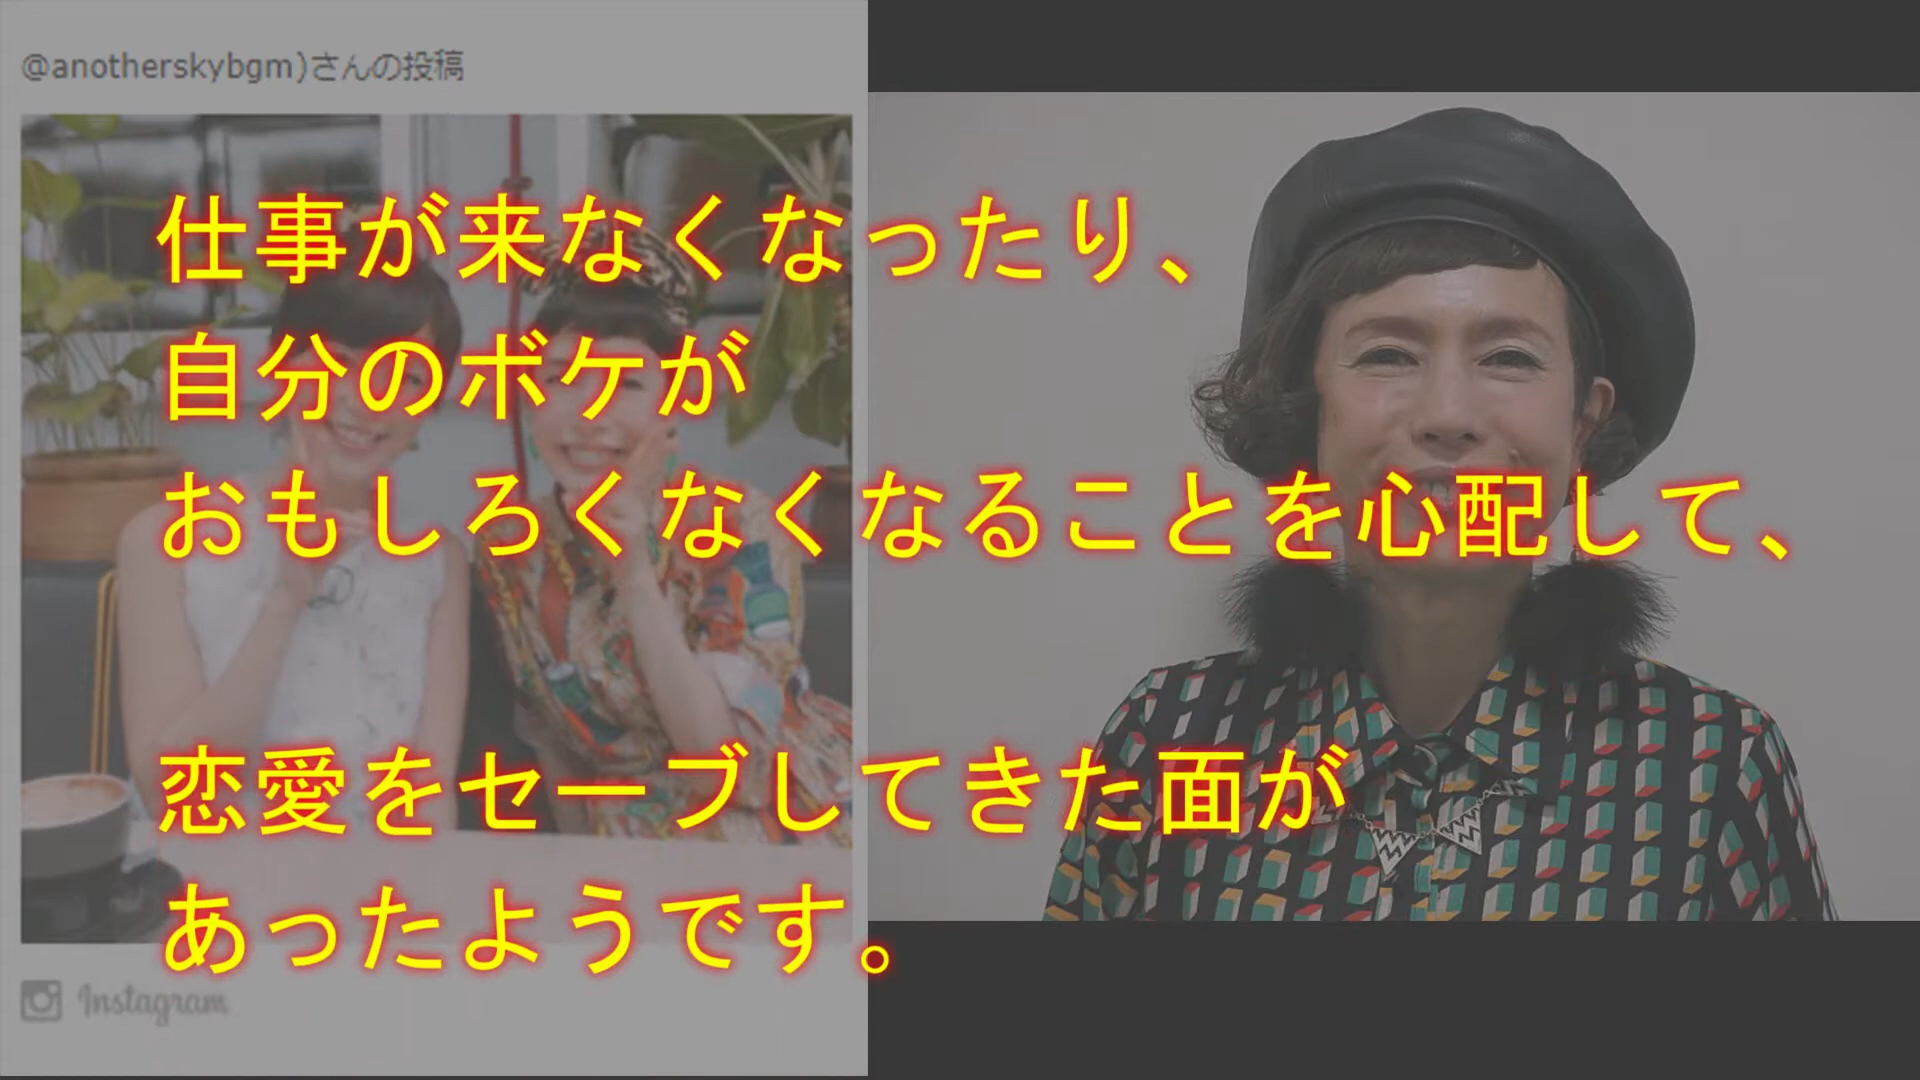 @anotherskybgm)さんの投稿
仕事が来なくなったり、
自分のボケが
おもしろくなくなることを心配して、
恋愛をセーブしてきた面が
あったようです。
Instagram